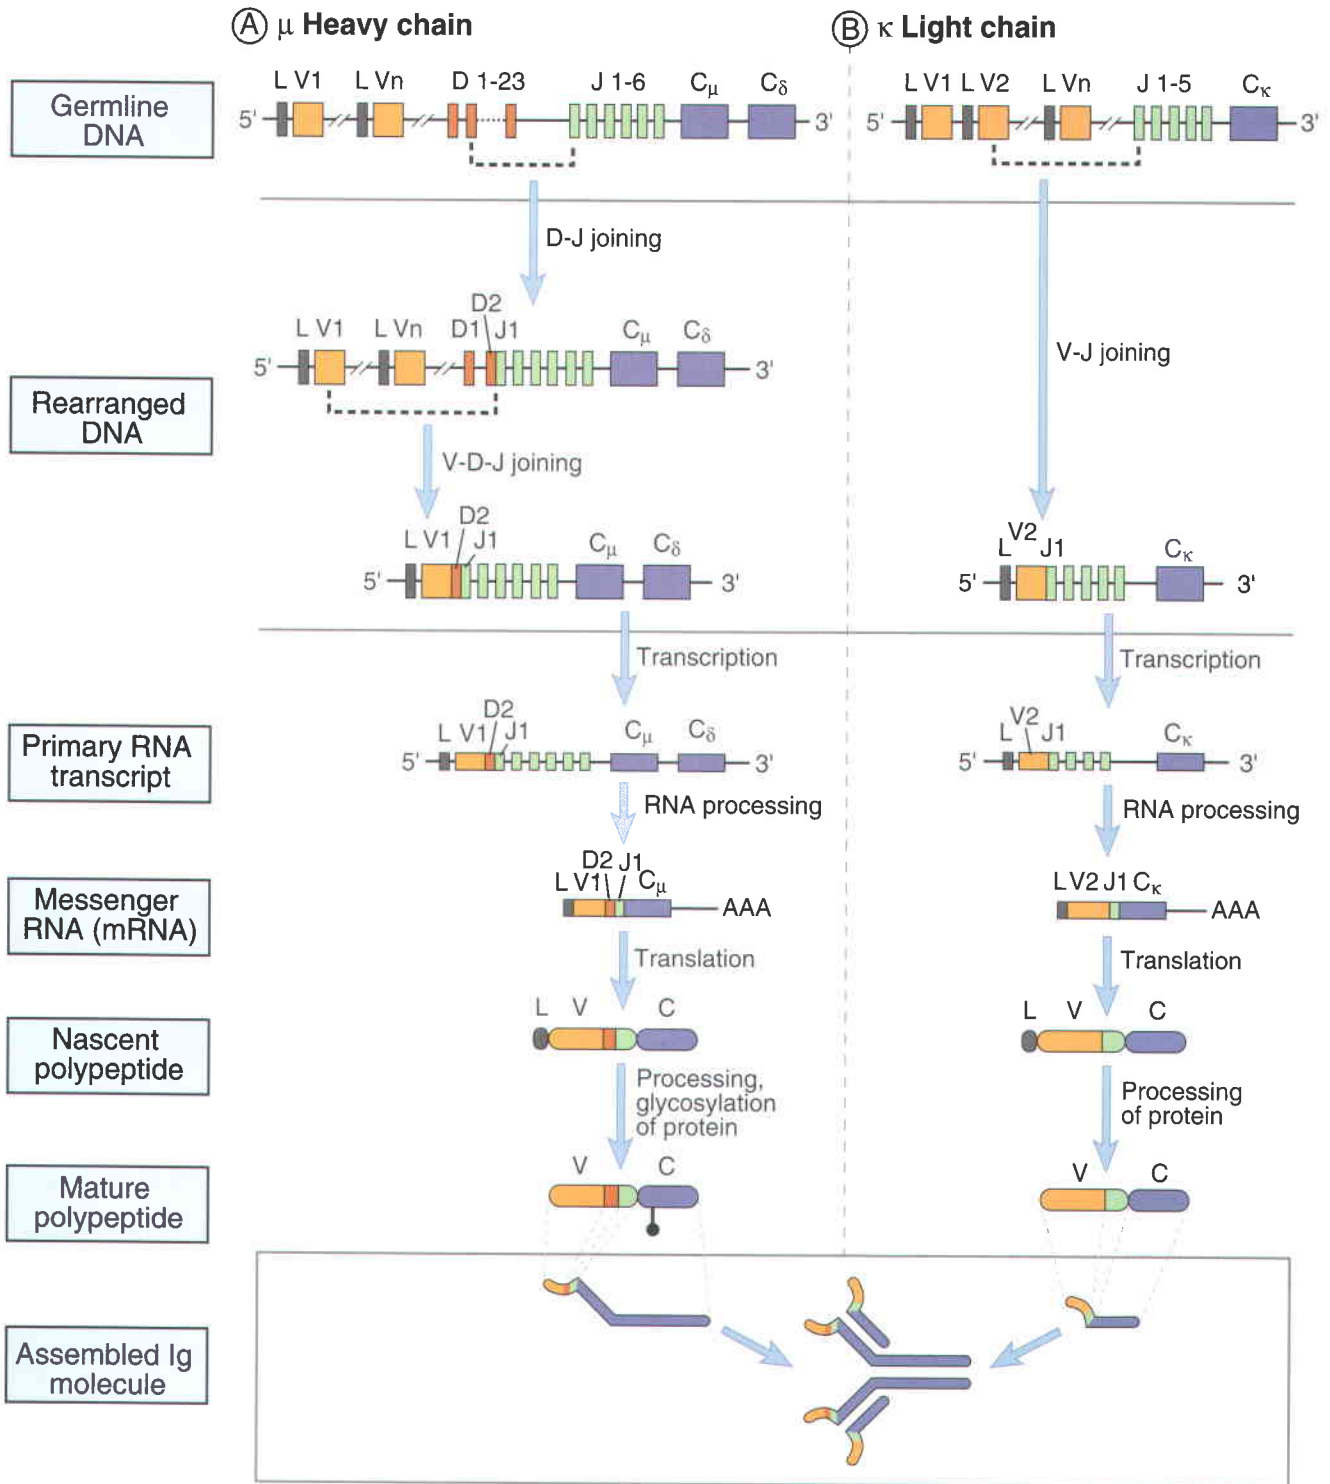 A μ Heavy chain
B κ Light chain
Germline
DNA
L V1 L Vn D 1-23 J 1-6 Cμ Cδ
5' 3'
L V1 L V2 L Vn J 1-5 Cκ
5' 3'
D-J joining
V-J joining
Rearranged
DNA
D2
L V1 L Vn D1 J1 Cμ Cδ
5' 3'
V-D-J joining
D2
L V1 J1 Cμ Cδ
5' 3'
V2
L J1 Cκ
5' 3'
Transcription
Transcription
Primary RNA
transcript
D2
L V1 J1 Cμ Cδ
5' 3'
V2
L J1 Cκ
5' 3'
RNA processing
RNA processing
Messenger
RNA (mRNA)
D2 J1
L V1 Cμ
AAA
L V2 J1 Cκ
AAA
Translation
Translation
Nascent
polypeptide
L V C
L V C
Processing,
glycosylation
of protein
Processing
of protein
Mature
polypeptide
V C
V C
Assembled Ig
molecule